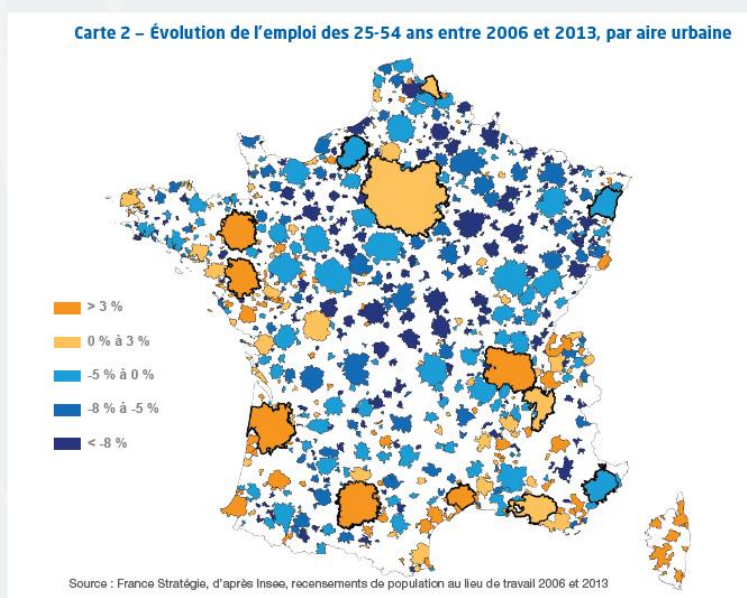 Carte 2 – Évolution de l'emploi des 25-54 ans entre 2006 et 2013, par aire urbaine
> 3 %
0 % à 3 %
-5 % à 0 %
-8 % à -5 %
< -8 %
Source : France Stratégie, d'après Insee, recensements de population au lieu de travail 2006 et 2013